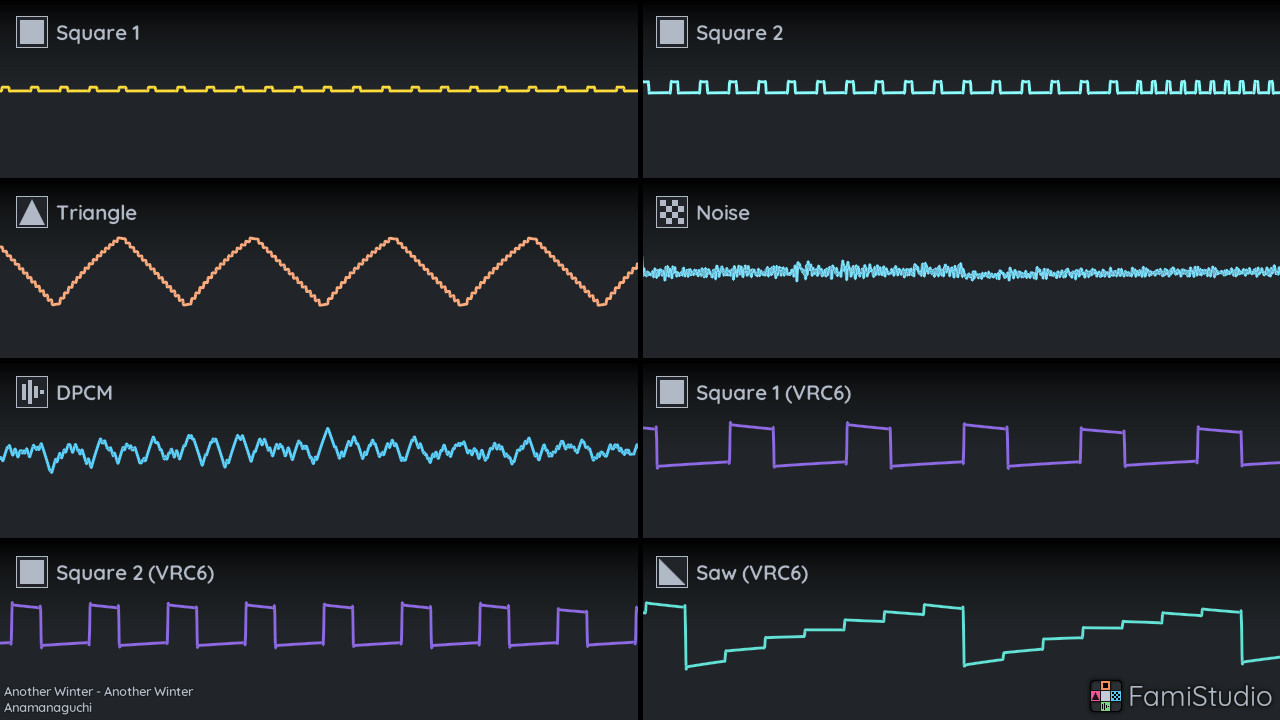 Square 1
Square 2
Triangle
Noise
DPCM
Square 1 (VRC6)
Square 2 (VRC6)
Saw (VRC6)
Another Winter - Another Winter
Anamanaguchi
FamiStudio